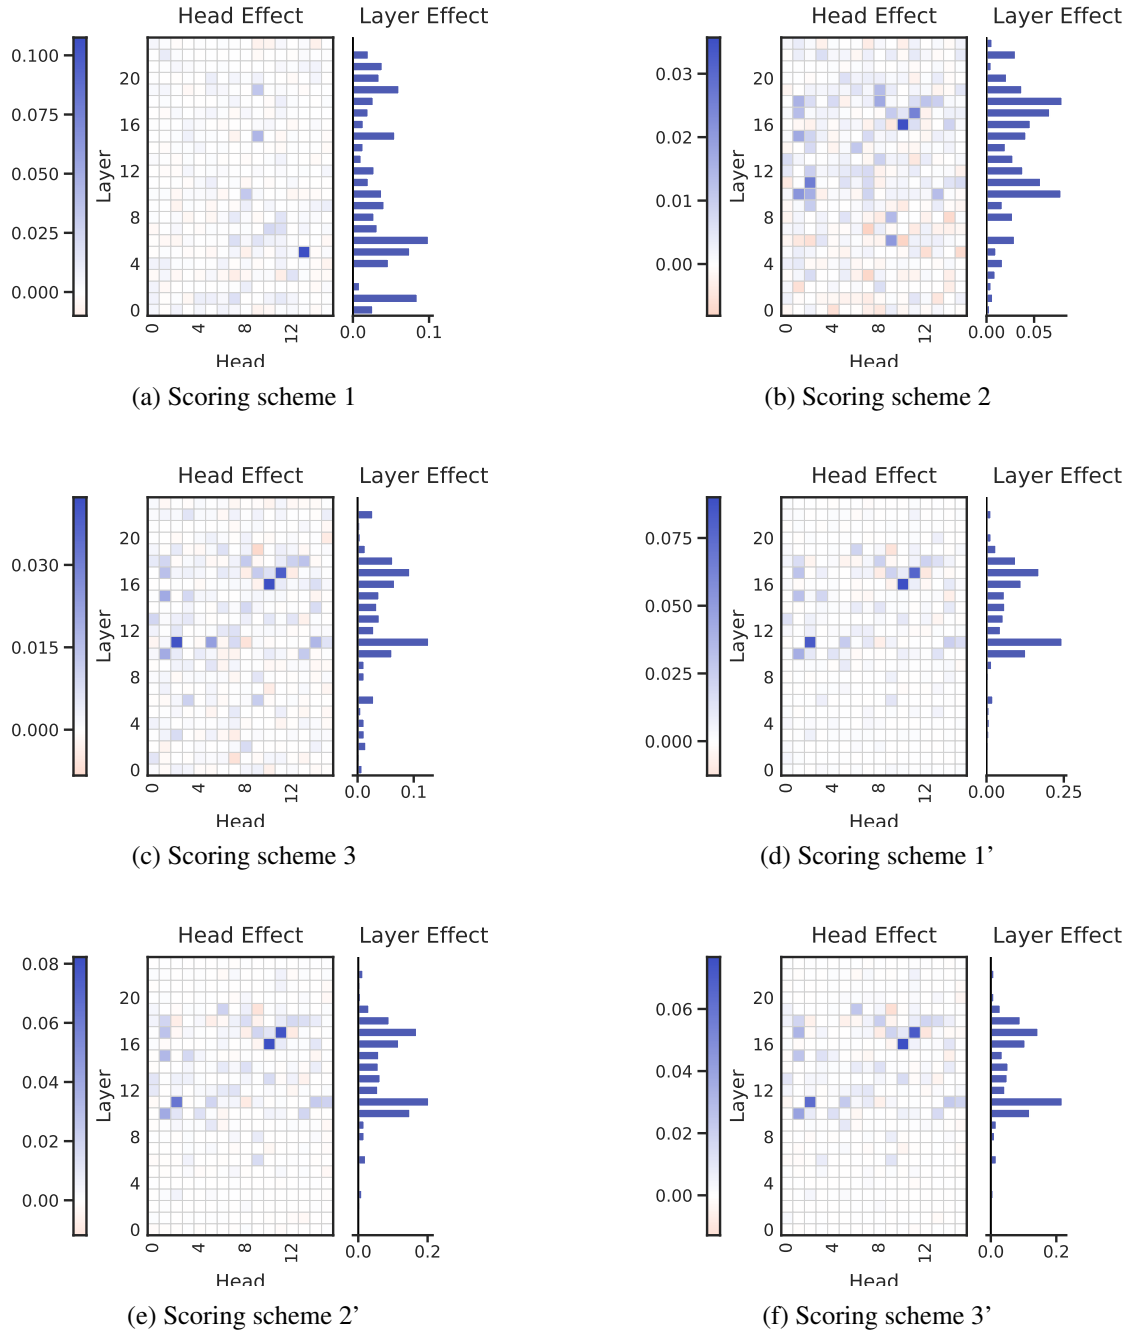 Head Effect Layer Effect
0.100
0.075
0.050
0.025
0.000
Layer
20
16
12
8
4
0
0 4 8 12
Head
0.0 0.1
(a) Scoring scheme 1
Head Effect Layer Effect
0.03
0.02
0.01
0.00
Layer
20
16
12
8
4
0
0 4 8 12
Head
0.00 0.05
(b) Scoring scheme 2
Head Effect Layer Effect
0.030
0.015
0.000
Layer
20
16
12
8
4
0
0 4 8 12
Head
0.0 0.1
(c) Scoring scheme 3
Head Effect Layer Effect
0.075
0.050
0.025
0.000
Layer
20
16
12
8
4
0
0 4 8 12
Head
0.00 0.25
(d) Scoring scheme 1’
Head Effect Layer Effect
0.08
0.06
0.04
0.02
0.00
Layer
20
16
12
8
4
0
0 4 8 12
Head
0.0 0.2
(e) Scoring scheme 2’
Head Effect Layer Effect
0.06
0.04
0.02
0.00
Layer
20
16
12
8
4
0
0 4 8 12
Head
0.0 0.2
(f) Scoring scheme 3’